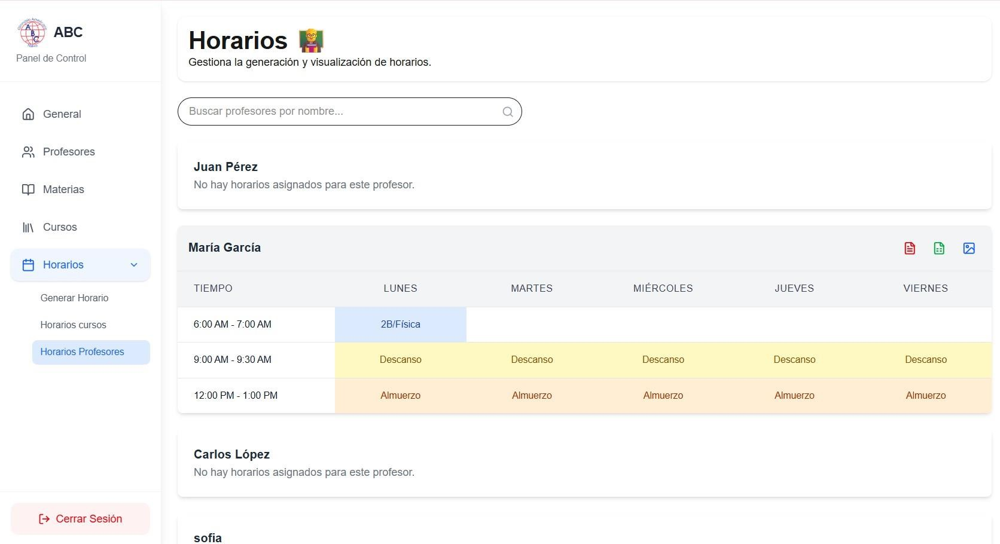 Gimnasio Americano
A
B
C
Neiva
ABC
Panel de Control
General
Profesores
Materias
Cursos
Horarios
Generar Horario
Horarios cursos
Horarios Profesores
Cerrar Sesión
Horarios
Gestiona la generación y visualización de horarios.
Buscar profesores por nombre...
Juan Pérez
No hay horarios asignados para este profesor.
María García
TIEMPO LUNES MARTES MIÉRCOLES JUEVES VIERNES
6:00 AM - 7:00 AM 2B/Física
9:00 AM - 9:30 AM Descanso Descanso Descanso Descanso Descanso
12:00 PM - 1:00 PM Almuerzo Almuerzo Almuerzo Almuerzo Almuerzo
Carlos López
No hay horarios asignados para este profesor.
sofia